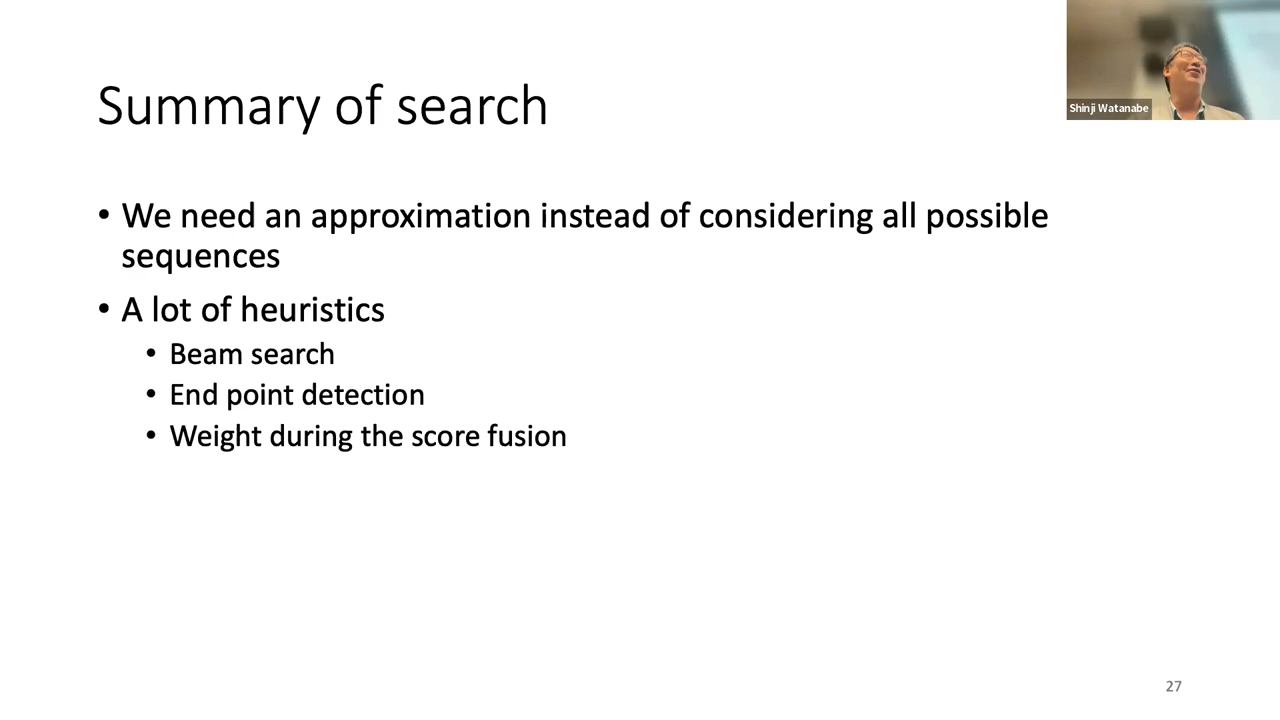 Shinji Watanabe
Summary of search
• We need an approximation instead of considering all possible
sequences
• A lot of heuristics
• Beam search
• End point detection
• Weight during the score fusion
27